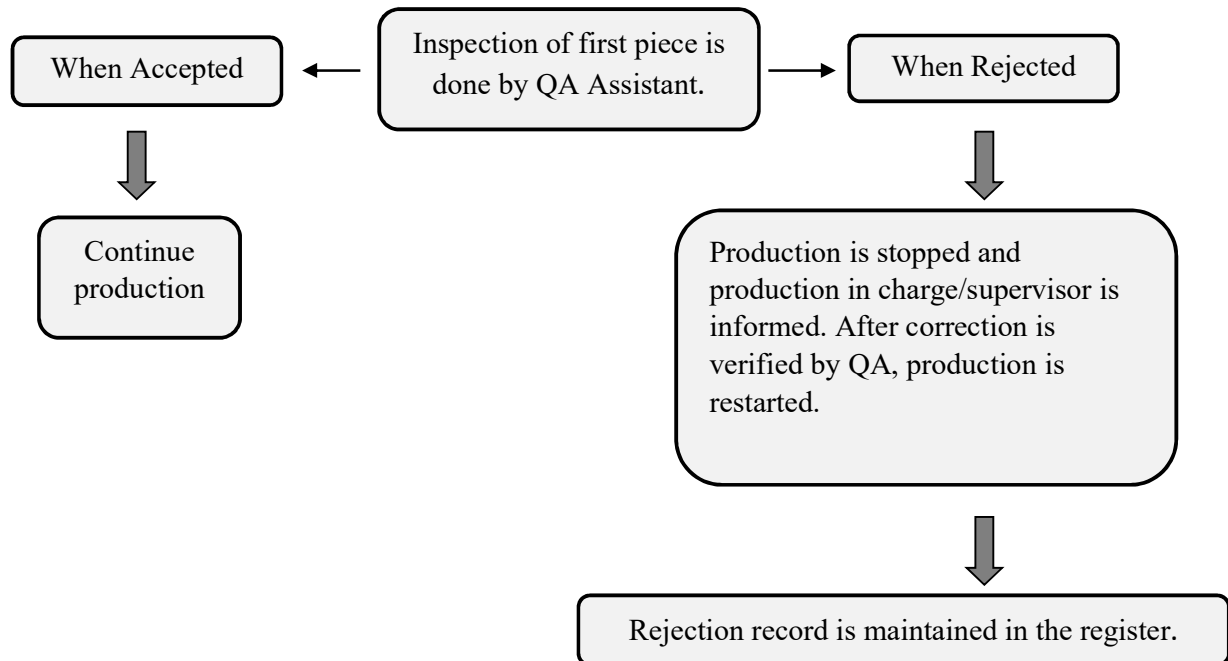 Inspection of first piece is
done by QA Assistant.
When Accepted
When Rejected
Continue
production
Production is stopped and
production in charge/supervisor is
informed. After correction is
verified by QA, production is
restarted.
Rejection record is maintained in the register.